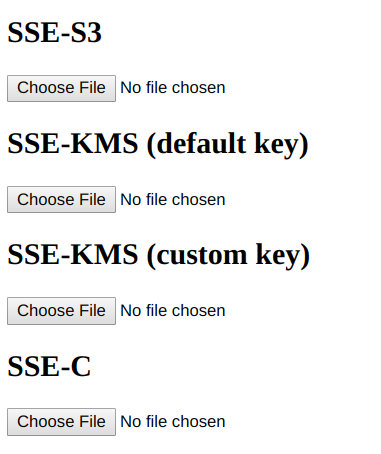 SSE-S3
Choose File No file chosen
SSE-KMS (default key)
Choose File No file chosen
SSE-KMS (custom key)
Choose File No file chosen
SSE-C
Choose File No file chosen